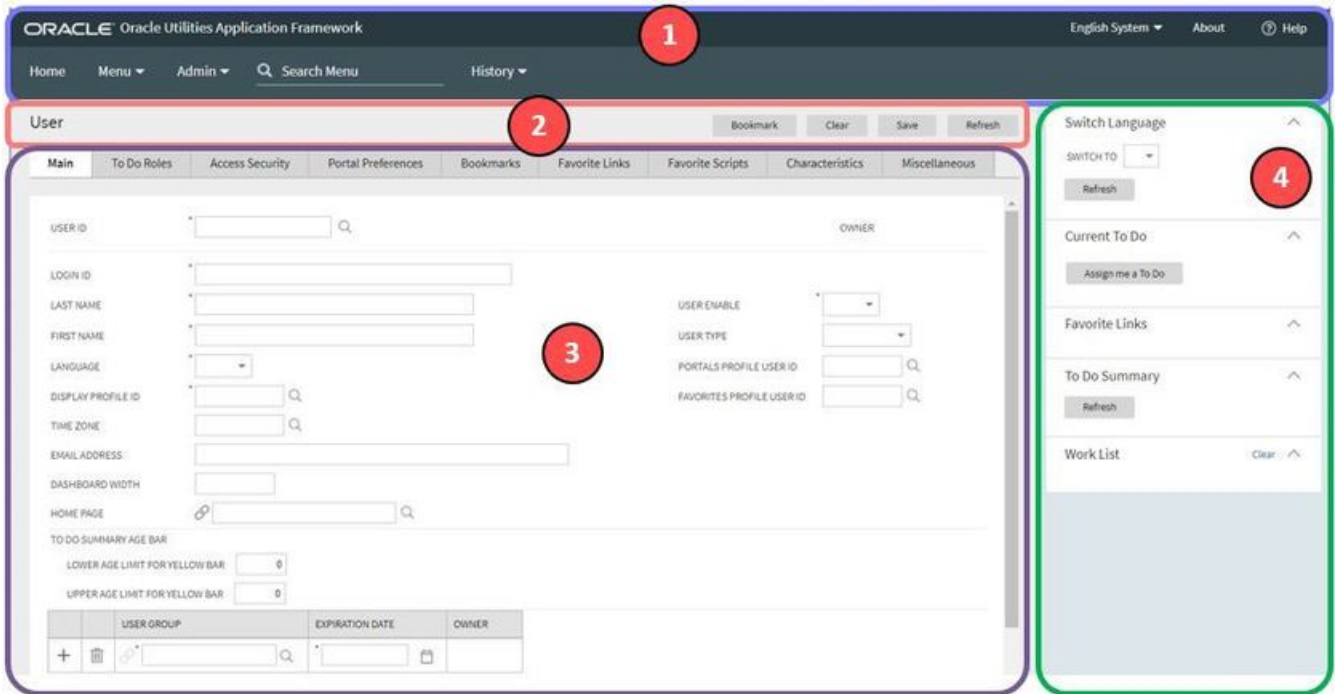 ORACLE Oracle Utilities Application Framework
English System About Help
1
Home Menu Admin Search Menu History
User
2
Bookmark Clear Save Refresh
Main To Do Roles Access Security Portal Preferences Bookmarks Favorite Links Favorite Scripts Characteristics Miscellaneous
USER ID * OWNER
LOGIN ID *
LAST NAME * USER ENABLE *
FIRST NAME * USER TYPE
3
LANGUAGE * PORTALS PROFILE USER ID
DISPLAY PROFILE ID * FAVORITES PROFILE USER ID
TIME ZONE
EMAIL ADDRESS
DASHBOARD WIDTH
HOME PAGE
TO DO SUMMARY AGE BAR
LOWER AGE LIMIT FOR YELLOW BAR 0
UPPER AGE LIMIT FOR YELLOW BAR 0
USER GROUP EXPIRATION DATE OWNER
+ * *
Switch Language
SWITCH TO
4
Refresh
Current To Do
Assign me a To Do
Favorite Links
To Do Summary
Refresh
Work List Clear